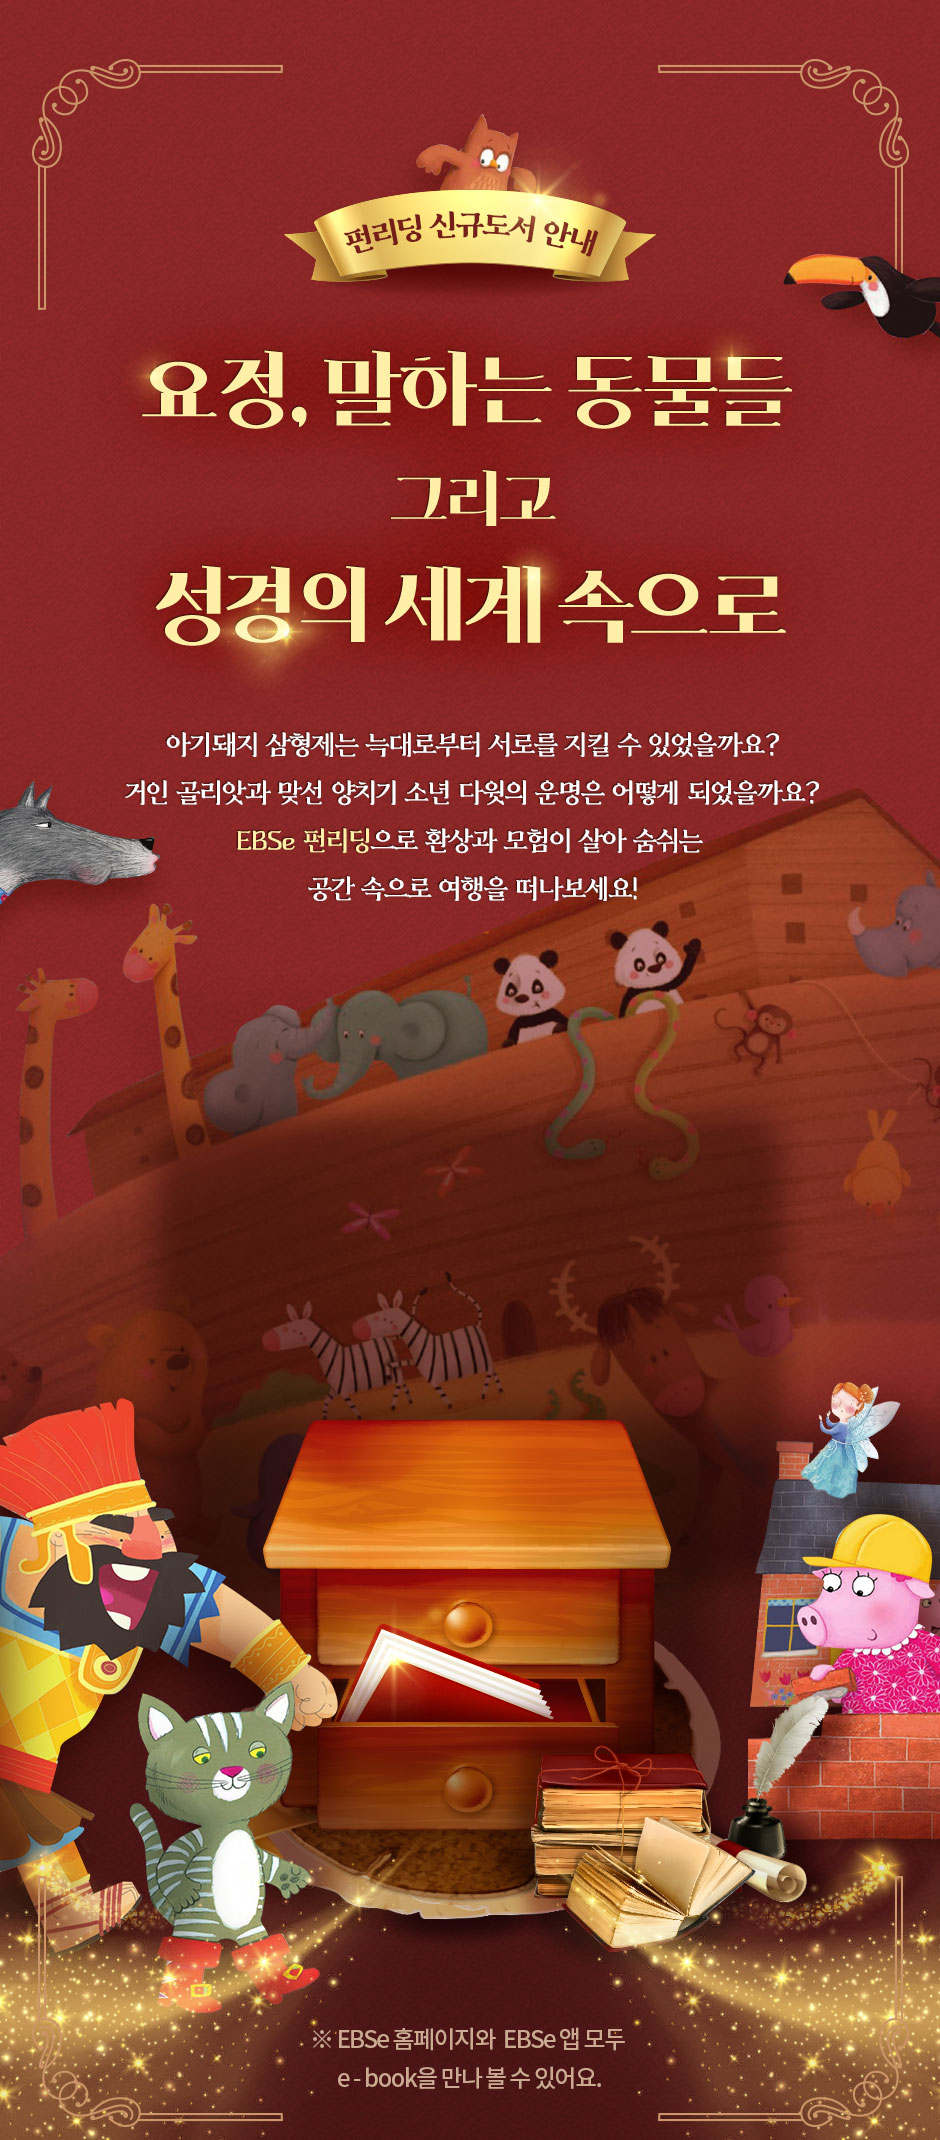 펀리딩 신규도서 안내
요정, 말하는 동물들
그리고
성경의 세계 속으로
아기돼지 삼형제는 늑대로부터 서로를 지킬 수 있었을까요?
거인 골리앗과 맞선 양치기 소년 다윗의 운명은 어떻게 되었을까요?
EBSe 펀리딩으로 환상과 모험이 살아 숨쉬는
공간 속으로 여행을 떠나보세요!
※ EBSe 홈페이지와 EBSe 앱 모두
e - book을 만나 볼 수 있어요.